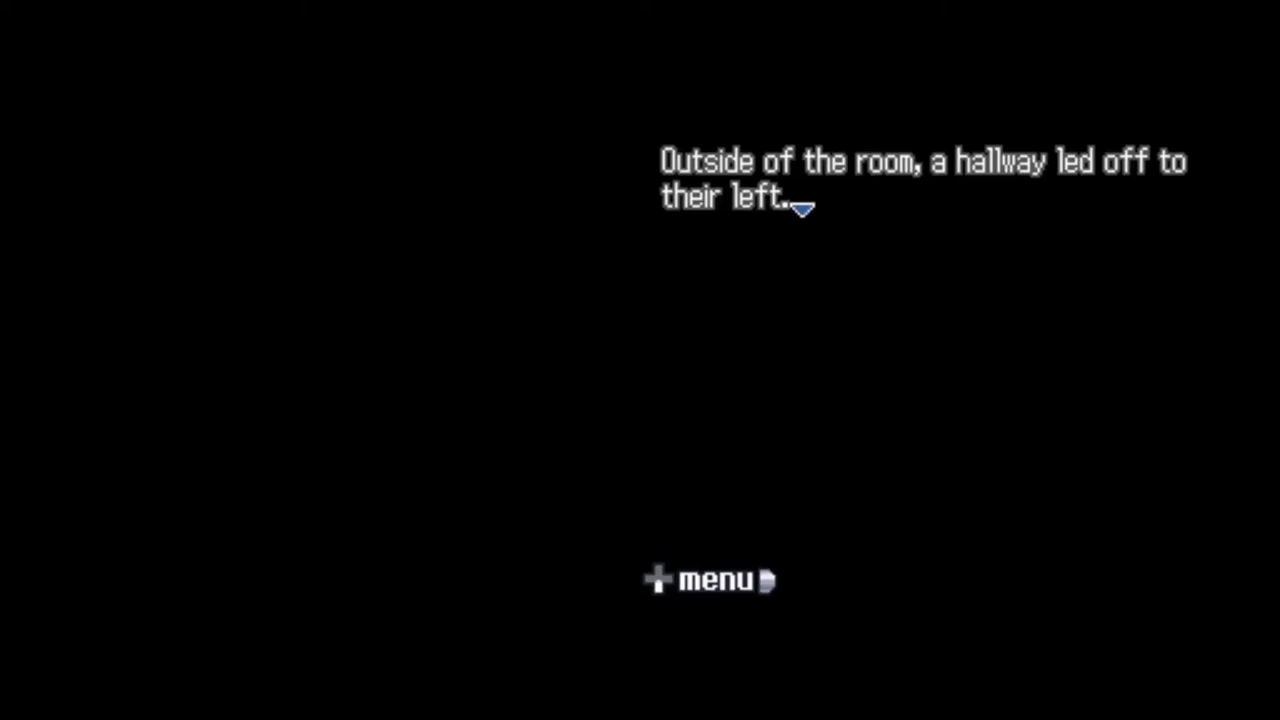 Outside of the room, a hallway led off to
their left.
menu